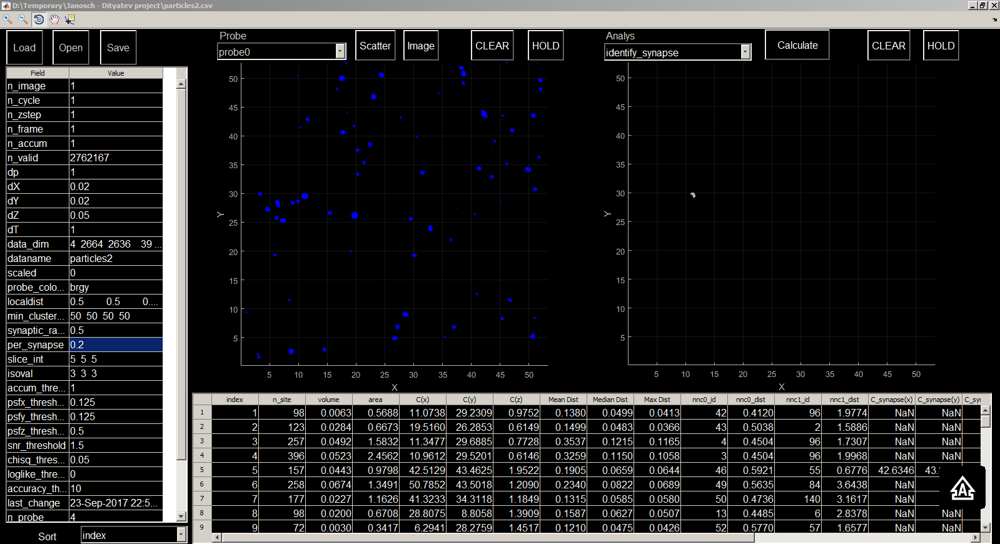 D:\Temporary\Janosch - Dityatev project\particles2.csv
Load Open Save
Probe
probe0
Scatter Image CLEAR HOLD
Analys
identify_synapse
Calculate CLEAR HOLD
Field Value
n_image 1
n_cycle 1
n_zstep 1
n_frame 1
n_accum 1
n_valid 2762167
dp 1
dX 0.02
dY 0.02
dZ 0.05
dT 1
data_dim 4 2664 2636 39 ...
dataname particles2
scaled 0
probe_colo... brgy
localdist 0.5 0.5 0....
min_cluster... 50 50 50 50
synaptic_ra... 0.5
per_synapse 0.2
slice_int 5 5 5
isoval 3 3 3
accum_thre... 1
psfx_thresh... 0.125
psfy_thresh... 0.125
psfz_thresh... 0.5
snr_threshold 1.5
chisq_thres... 0.05
loglike_thre... 0
accuracy_th... 10
last_change 23-Sep-2017 22:5...
n_probe 4
Sort index
50
45
40
35
30
25
20
15
10
5
Y
5 10 15 20 25 30 35 40 45 50
X
50
45
40
35
30
25
20
15
10
5
Y
5 10 15 20 25 30 35 40 45 50
X
index n_site volume area C(x) C(y) C(z) Mean Dist Median Dist Max Dist nnc0_id nnc0_dist nnc1_id nnc1_dist C_synapse(x) C_synapse(y) C_syn
1 1 98 0.0063 0.5688 11.0738 29.2309 0.9752 0.1380 0.0499 0.0413 42 0.4120 96 1.9774 NaN NaN
2 2 123 0.0284 0.6673 19.5160 26.2853 0.6149 0.1499 0.0483 0.0366 43 0.5038 2 1.5886 NaN NaN
3 3 257 0.0492 1.5832 11.3477 29.6885 0.7728 0.3537 0.1215 0.1165 4 0.4504 96 1.7307 NaN NaN
4 4 396 0.0523 2.4562 10.9612 29.5201 0.6146 0.3259 0.1150 0.1058 3 0.4504 96 1.9968 NaN NaN
5 5 157 0.0443 0.9798 42.5129 43.4625 1.9522 0.1905 0.0659 0.0644 46 0.5921 55 0.6776 42.6346 43.
6 6 258 0.0674 1.3491 50.7852 43.5018 1.2090 0.2340 0.0822 0.0689 49 0.5635 84 3.6438 NaN
7 7 177 0.0227 1.1626 41.3233 34.3118 1.1849 0.1315 0.0585 0.0580 50 0.4736 140 3.1617 NaN
8 8 98 0.0200 0.6708 28.8075 8.8058 1.3909 0.1587 0.0627 0.0507 13 0.4485 6 2.8378 NaN NaN
9 9 72 0.0030 0.3417 6.2941 28.2759 1.4517 0.1210 0.0475 0.0426 52 0.5770 57 1.6577 NaN NaN
A